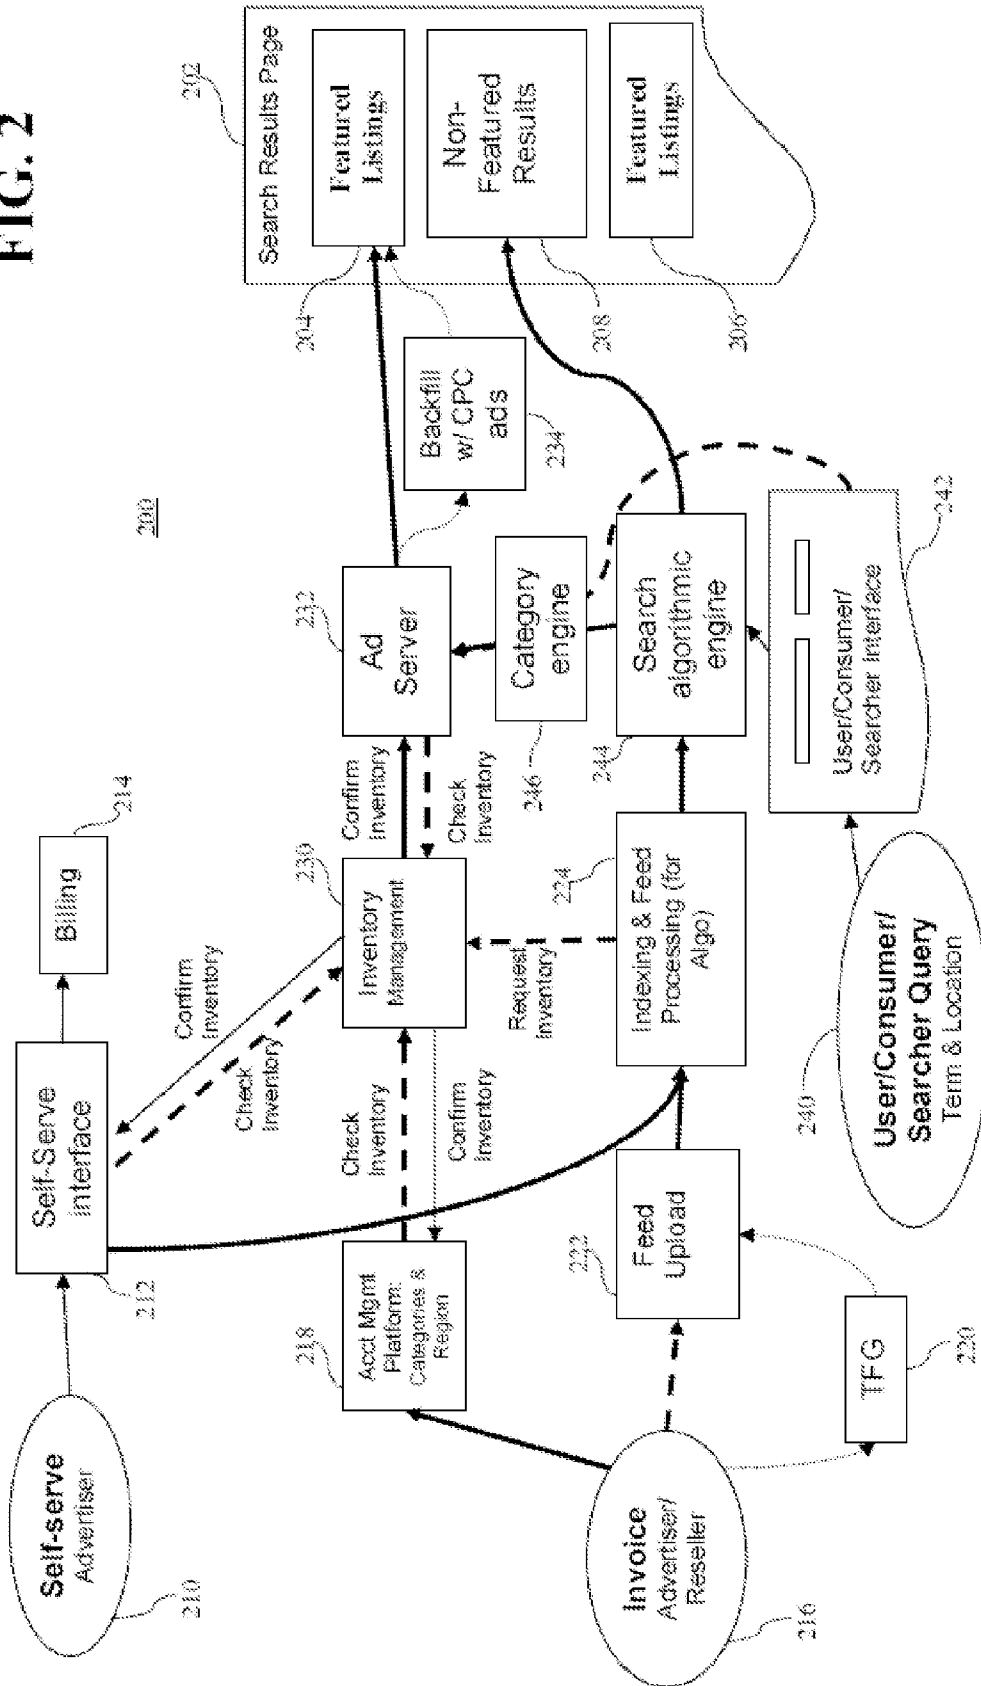 FIG. 2
200
202
Search Results Page
Featured
Listings
204
Non-
Featured
Results
208
Featured
Listings
206
Backfill
w/ CPC
ads
234
Ad
Server
232
Category
engine
246
Search
algorithmic
engine
244
User/Consumer/
Searcher Interface
242
User/Consumer/
Searcher Query
Term & Location
240
Confirm
Inventory
Check
Inventory
Inventory
Management
230
Request
Inventory
Indexing & Feed
Processing (for
Algo)
224
Billing
214
Confirm
Inventory
Check
Inventory
Self-Serve
interface
212
Check
Inventory
Confirm
Inventory
Acct Mgmt
Platform:
Categories &
Region
218
Feed
Upload
222
TFG
220
Self-serve
Advertiser
210
Invoice
Advertiser/
Reseller
216